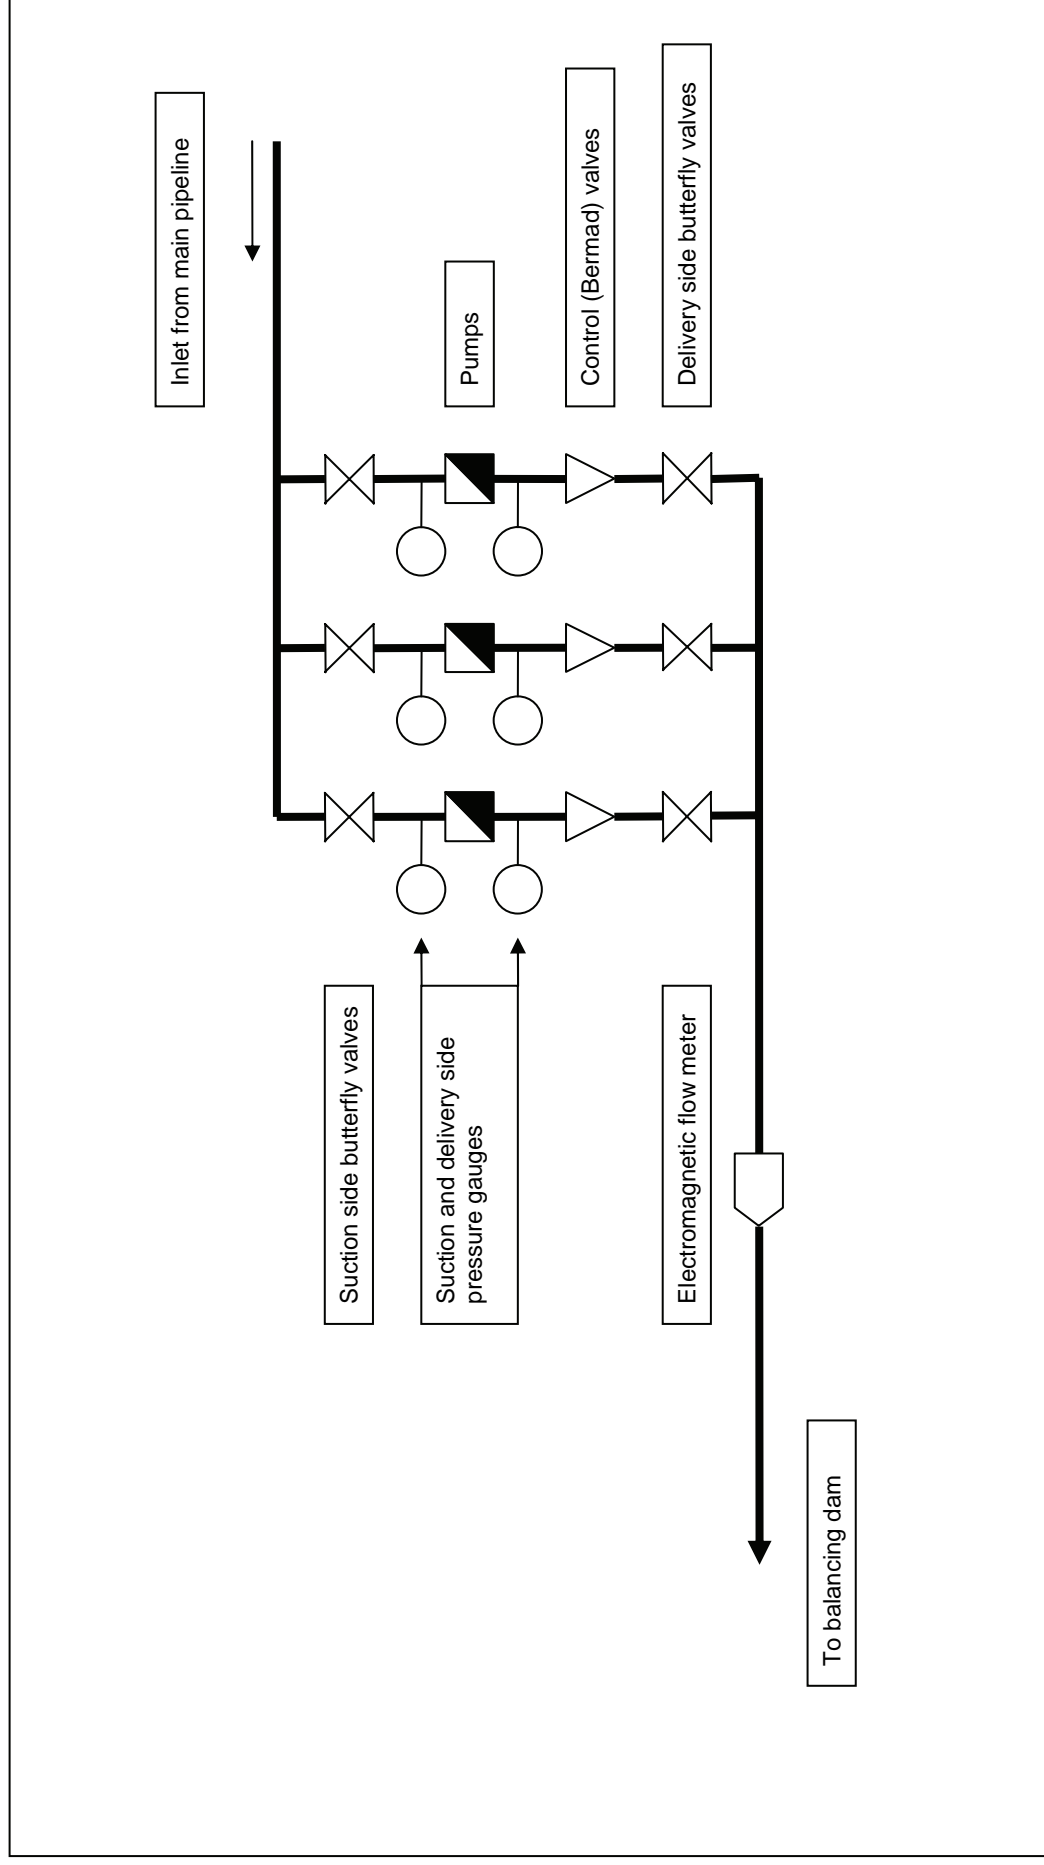 Inlet from main pipeline
Suction side butterfly valves
Suction and delivery side
pressure gauges
Pumps
Control (Bermad) valves
Electromagnetic flow meter
Delivery side butterfly valves
To balancing dam